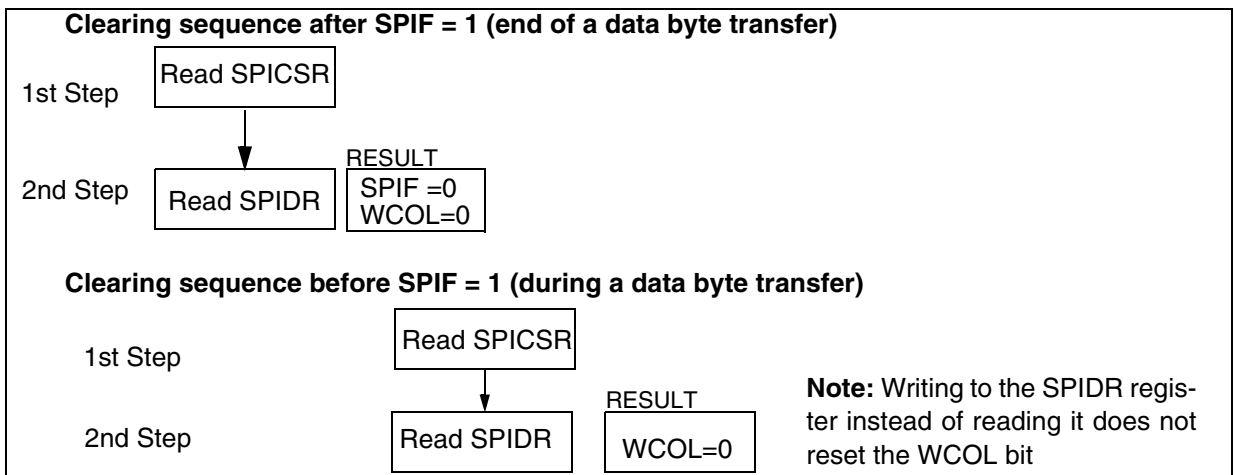 Clearing sequence after SPIF = 1 (end of a data byte transfer)
1st Step
Read SPICSR
2nd Step
Read SPIDR
RESULT
SPIF =0
WCOL=0
Clearing sequence before SPIF = 1 (during a data byte transfer)
1st Step
Read SPICSR
2nd Step
Read SPIDR
RESULT
WCOL=0
Note: Writing to the SPIDR regis-
ter instead of reading it does not
reset the WCOL bit